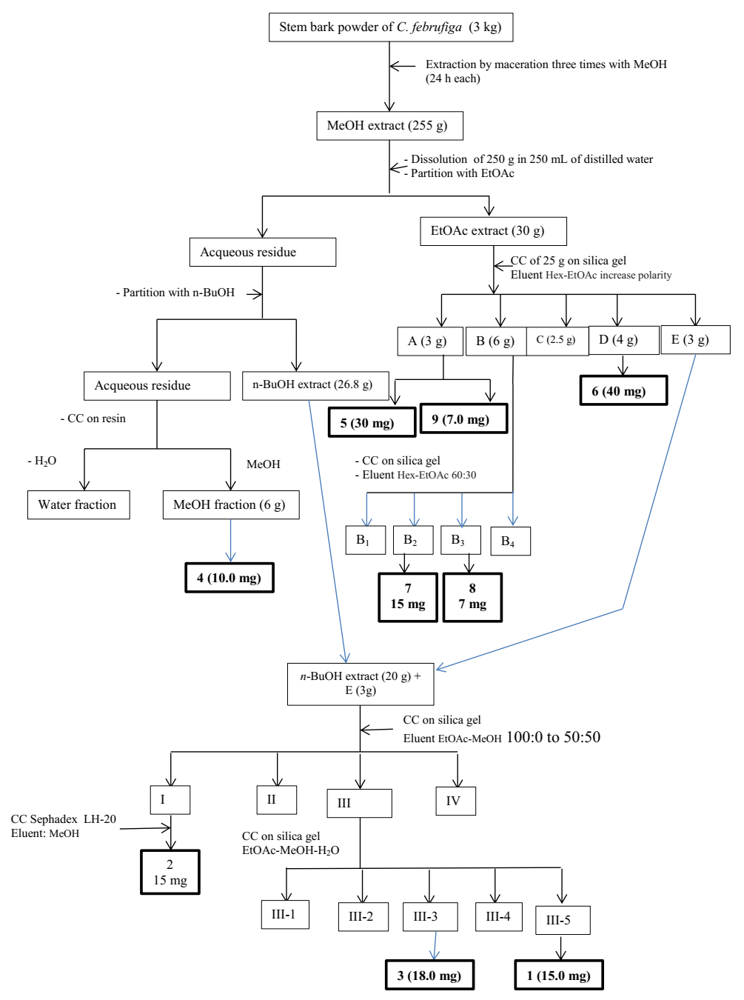 Stem bark powder of C. februfiga (3 kg)
Extraction by maceration three times with MeOH
(24 h each)
MeOH extract (255 g)
- Dissolution of 250 g in 250 mL of distilled water
- Partition with EtOAc
EtOAc extract (30 g)
Acqueous residue
CC of 25 g on silica gel
Eluent Hex-EtOAc increase polarity
- Partition with n-BuOH
A (3 g)
B (6 g)
C (2.5 g)
D (4 g)
E (3 g)
Acqueous residue
n-BuOH extract (26.8 g)
6 (40 mg)
- CC on resin
5 (30 mg)
9 (7.0 mg)
- H₂O
MeOH
- CC on silica gel
- Eluent Hex-EtOAc 60:30
Water fraction
MeOH fraction (6 g)
B₁
B₂
B₃
B₄
4 (10.0 mg)
7
15 mg
8
7 mg
n-BuOH extract (20 g) +
E (3g)
CC on silica gel
Eluent EtOAc-MeOH 100:0 to 50:50
I
II
III
IV
CC Sephadex LH-20
Eluent: MeOH
CC on silica gel
EtOAc-MeOH-H₂O
2
15 mg
III-1
III-2
III-3
III-4
III-5
3 (18.0 mg)
1 (15.0 mg)